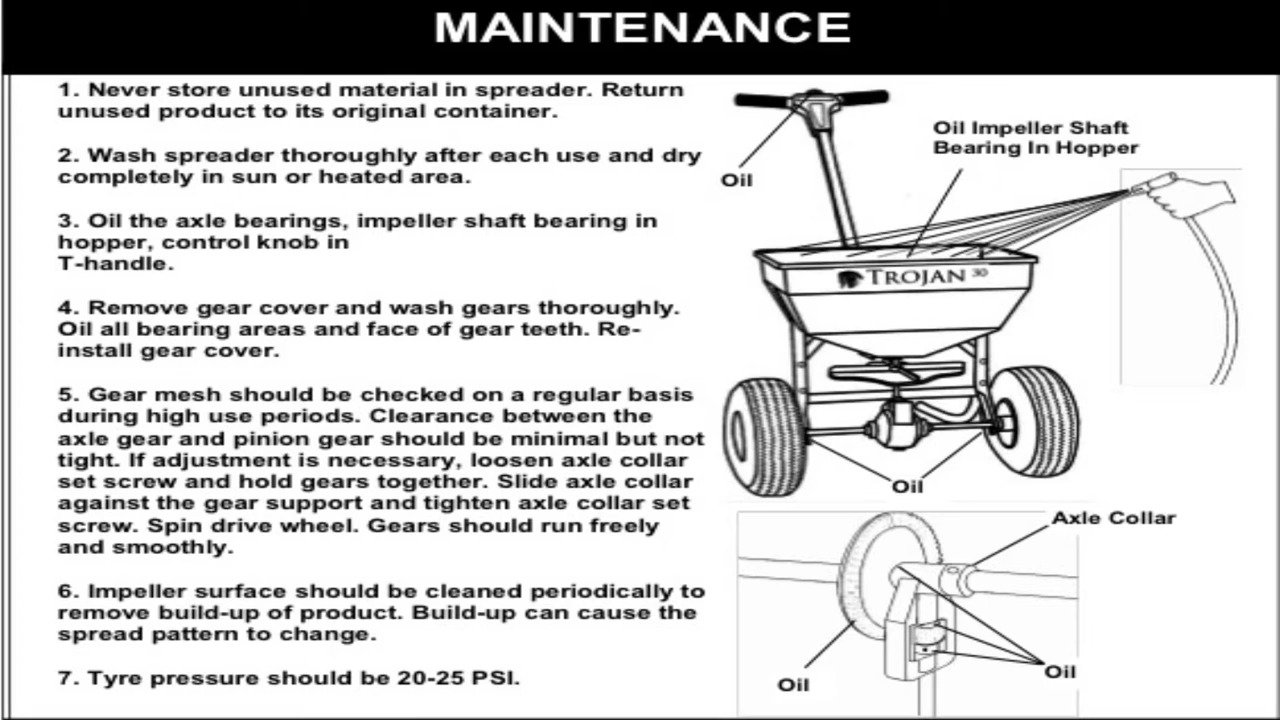 MAINTENANCE
1. Never store unused material in spreader. Return
unused product to its original container.
2. Wash spreader thoroughly after each use and dry
completely in sun or heated area.
3. Oil the axle bearings, impeller shaft bearing in
hopper, control knob in
T-handle.
4. Remove gear cover and wash gears thoroughly.
Oil all bearing areas and face of gear teeth. Re-
install gear cover.
5. Gear mesh should be checked on a regular basis
during high use periods. Clearance between the
axle gear and pinion gear should be minimal but not
tight. If adjustment is necessary, loosen axle collar
set screw and hold gears together. Slide axle collar
against the gear support and tighten axle collar set
screw. Spin drive wheel. Gears should run freely
and smoothly.
6. Impeller surface should be cleaned periodically to
remove build-up of product. Build-up can cause the
spread pattern to change.
7. Tyre pressure should be 20-25 PSI.
Oil Impeller Shaft
Bearing In Hopper
Oil
TROJAN 30
Oil
Axle Collar
Oil
Oil